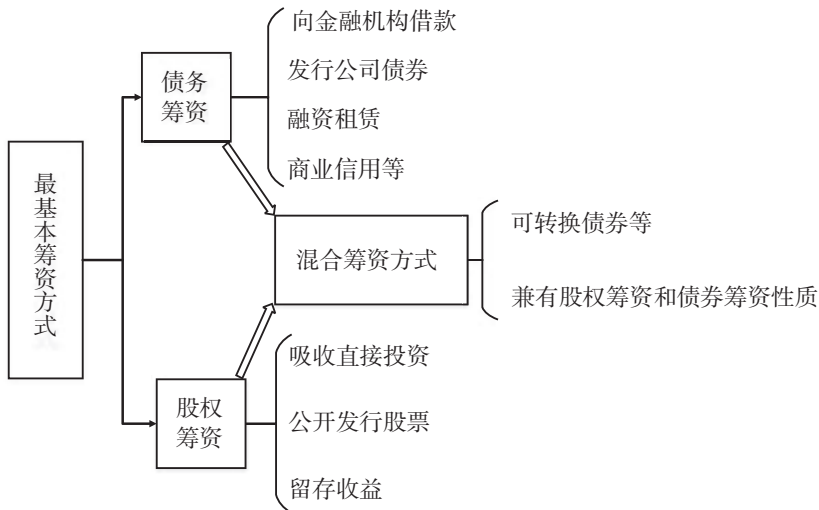 最基本筹资方式
债务
筹资
向金融机构借款
发行公司债券
融资租赁
商业信用等
混合筹资方式
可转换债券等
兼有股权筹资和债券筹资性质
股权
筹资
吸收直接投资
公开发行股票
留存收益